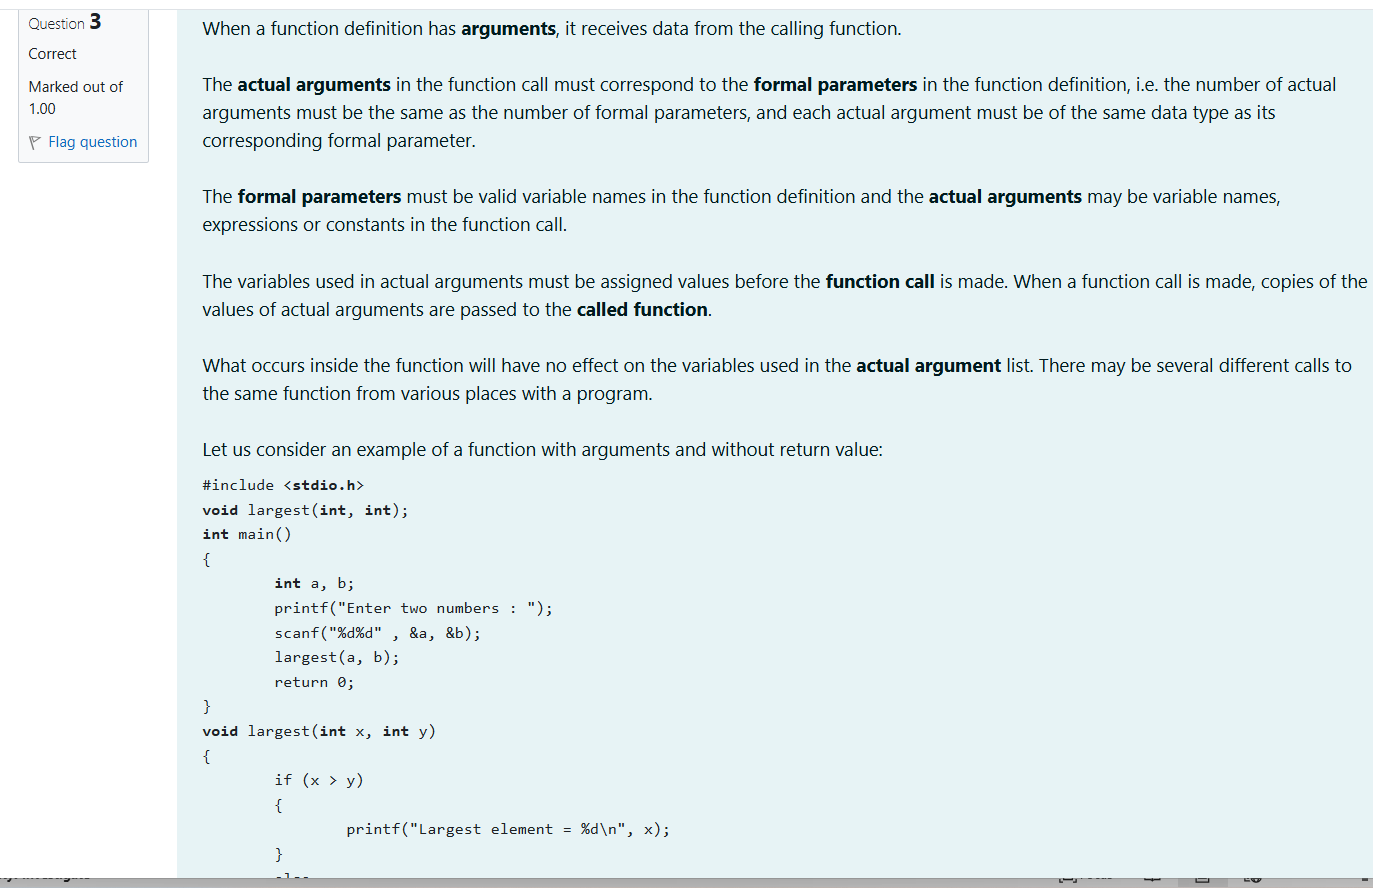 Question 3
Correct
Marked out of
1.00
Flag question
When a function definition has arguments, it receives data from the calling function.
The actual arguments in the function call must correspond to the formal parameters in the function definition, i.e. the number of actual
arguments must be the same as the number of formal parameters, and each actual argument must be of the same data type as its
corresponding formal parameter.
The formal parameters must be valid variable names in the function definition and the actual arguments may be variable names,
expressions or constants in the function call.
The variables used in actual arguments must be assigned values before the function call is made. When a function call is made, copies of the
values of actual arguments are passed to the called function.
What occurs inside the function will have no effect on the variables used in the actual argument list. There may be several different calls to
the same function from various places with a program.
Let us consider an example of a function with arguments and without return value:
#include <stdio.h>
void largest(int, int);
int main()
{
int a, b;
printf("Enter two numbers : ");
scanf("%d%d" , &a, &b);
largest(a, b);
return 0;
}
void largest(int x, int y)
{
if (x > y)
{
printf("Largest element = %d\n", x);
}